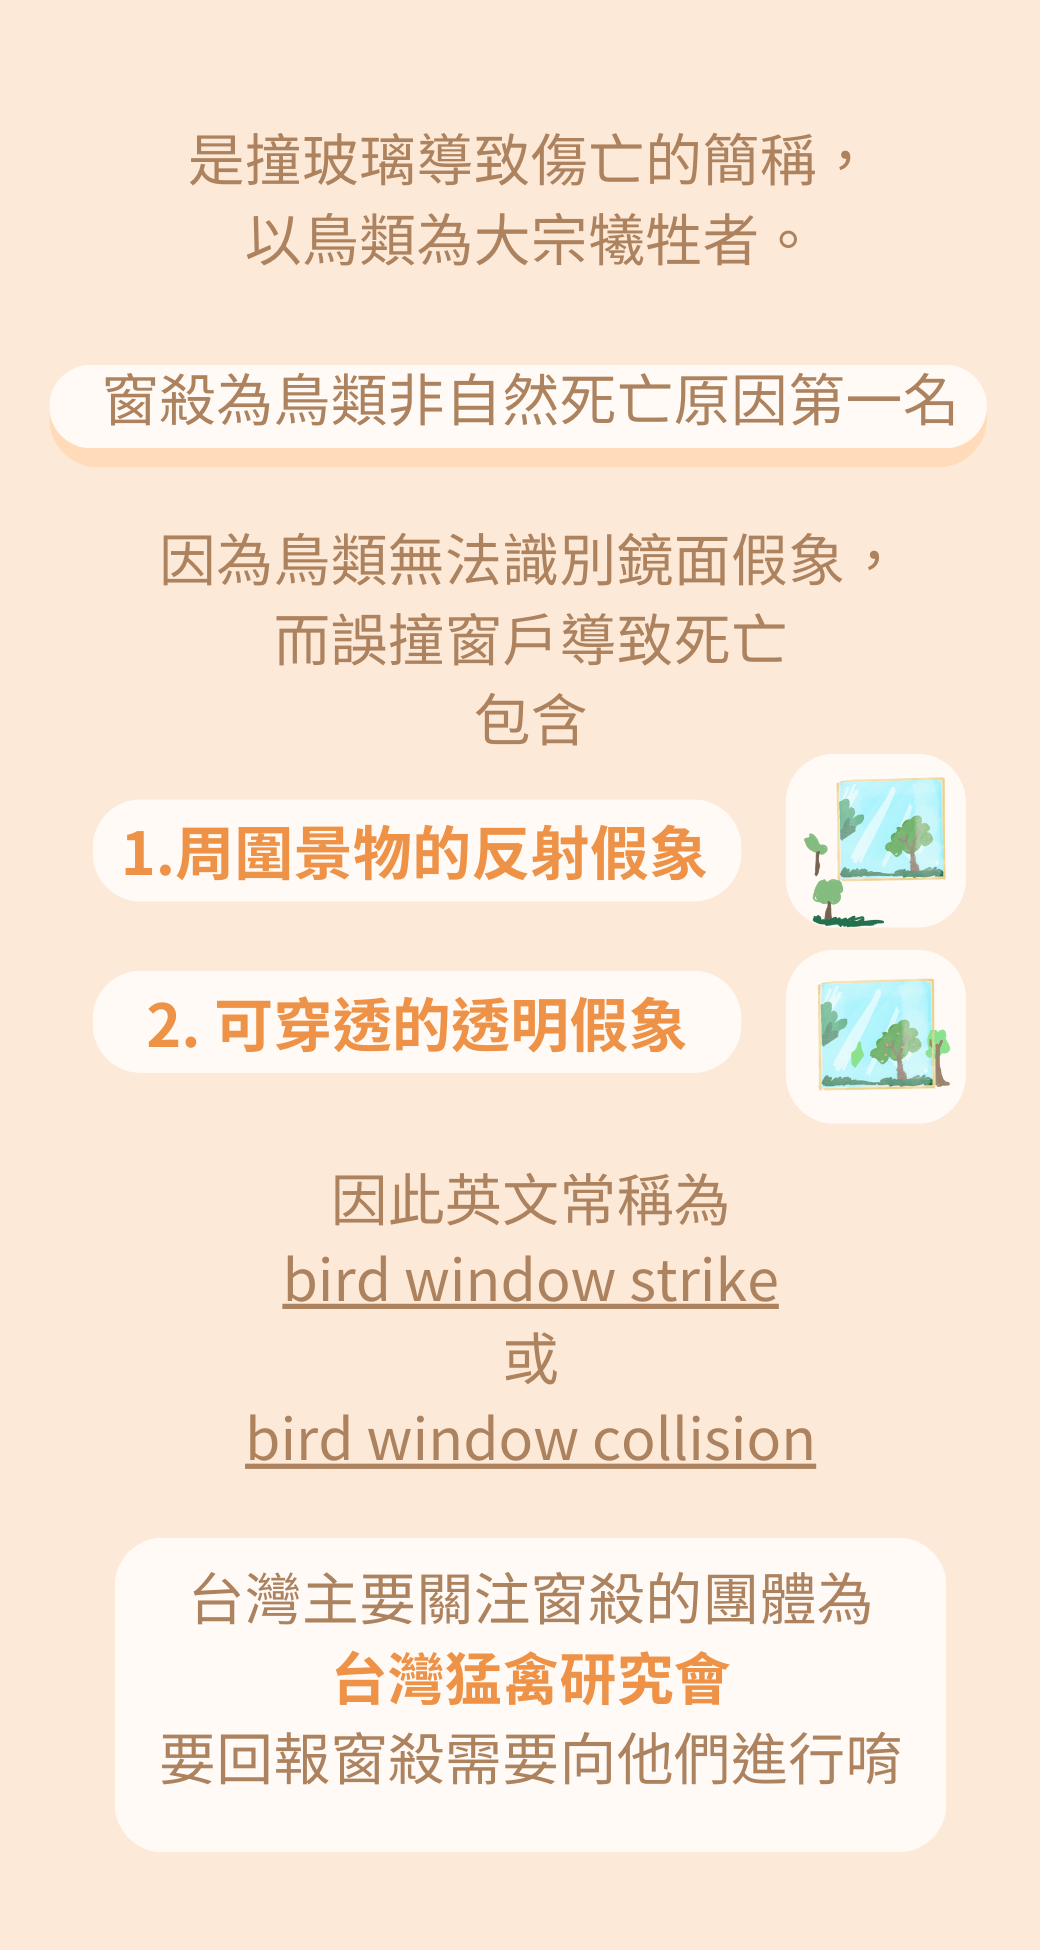 是撞玻璃導致傷亡的簡稱，
以鳥類為大宗犧牲者。
窗殺為鳥類非自然死亡原因第一名
因為鳥類無法識別鏡面假象，
而誤撞窗戶導致死亡
包含
1.周圍景物的反射假象
2. 可穿透的透明假象
因此英文常稱為
bird window strike
或
bird window collision
台灣主要關注窗殺的團體為
台灣猛禽研究會
要回報窗殺需要向他們進行唷